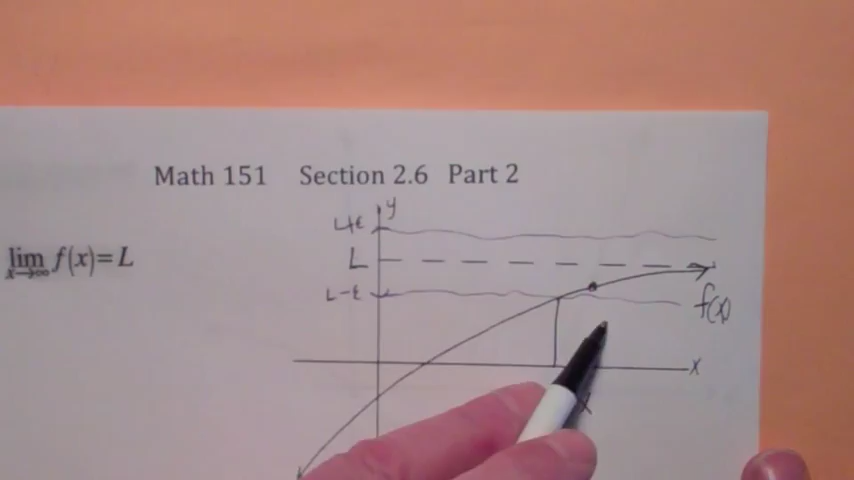 Math 151 Section 2.6 Part 2
y
L+ε
lim f(x)=L
x→∞
L
L-ε
f(x)
x
x